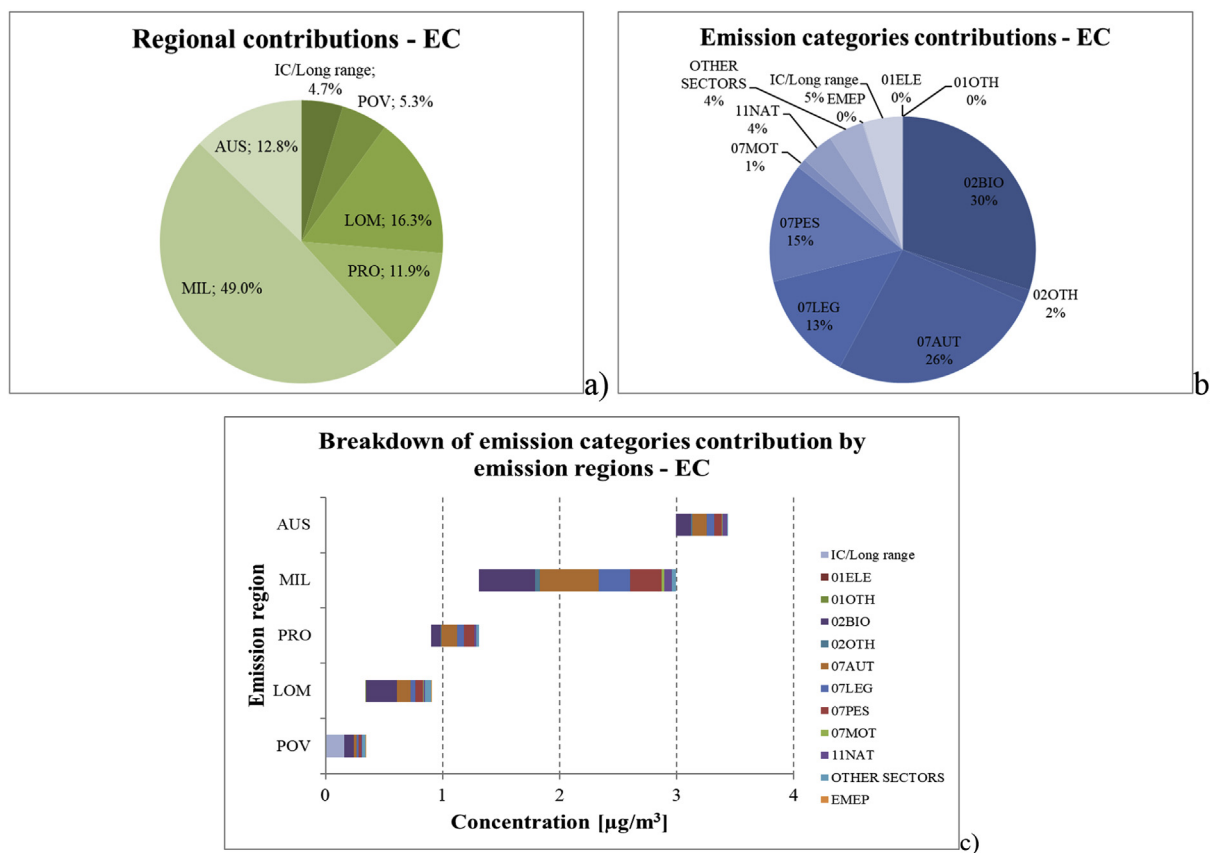 Regional contributions - EC
IC/Long range;
4.7%
POV; 5.3%
AUS; 12.8%
LOM; 16.3%
PRO; 11.9%
MIL; 49.0%
a)
Emission categories contributions - EC
OTHER
SECTORS
4%
IC/Long range
5%
01ELE
0%
01OTH
0%
EMEP
0%
11NAT
4%
07MOT
1%
02BIO
30%
07PES
15%
02OTH
2%
07LEG
13%
07AUT
26%
b
Breakdown of emission categories contribution by
emission regions - EC
Emission region
AUS
MIL
PRO
LOM
POV
0 1 2 3 4
Concentration [µg/m³]
IC/Long range
01ELE
01OTH
02BIO
02OTH
07AUT
07LEG
07PES
07MOT
11NAT
OTHER SECTORS
EMEP
c)